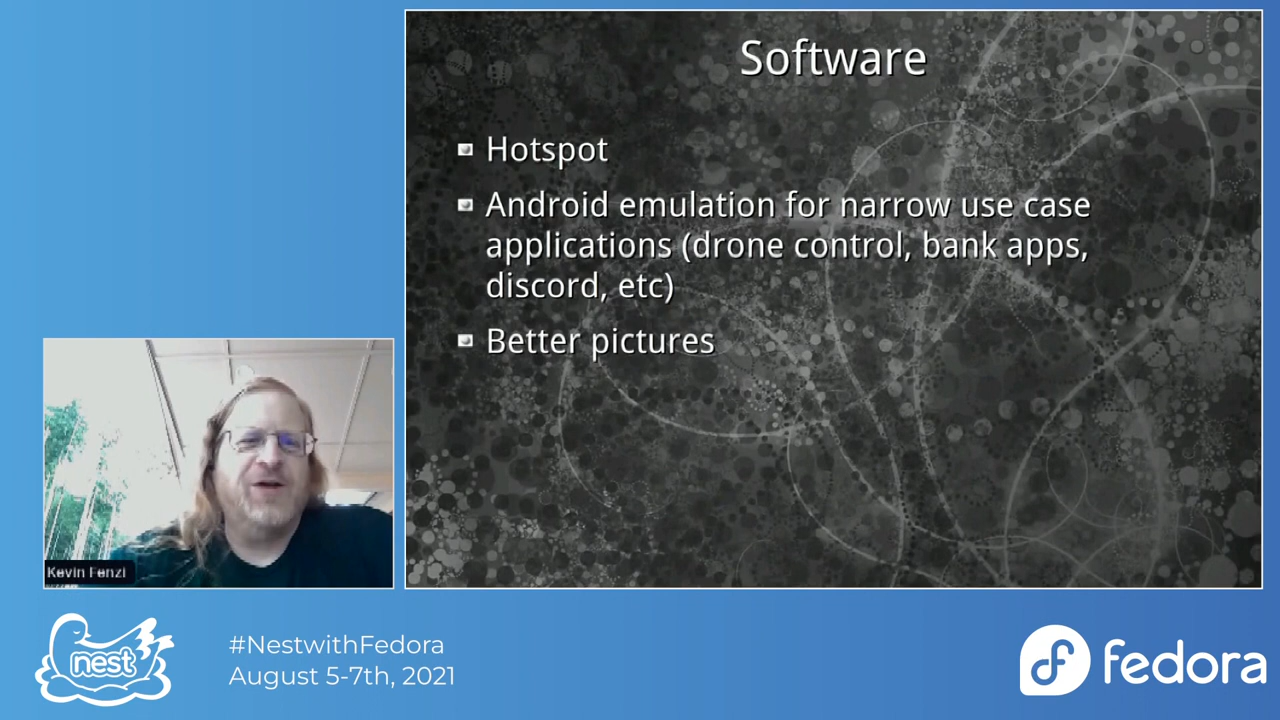 Software
Hotspot
Android emulation for narrow use case
applications (drone control, bank apps,
discord, etc)
Better pictures
Kevin Fenzi
nest
#NestwithFedora
August 5-7th, 2021
fedora